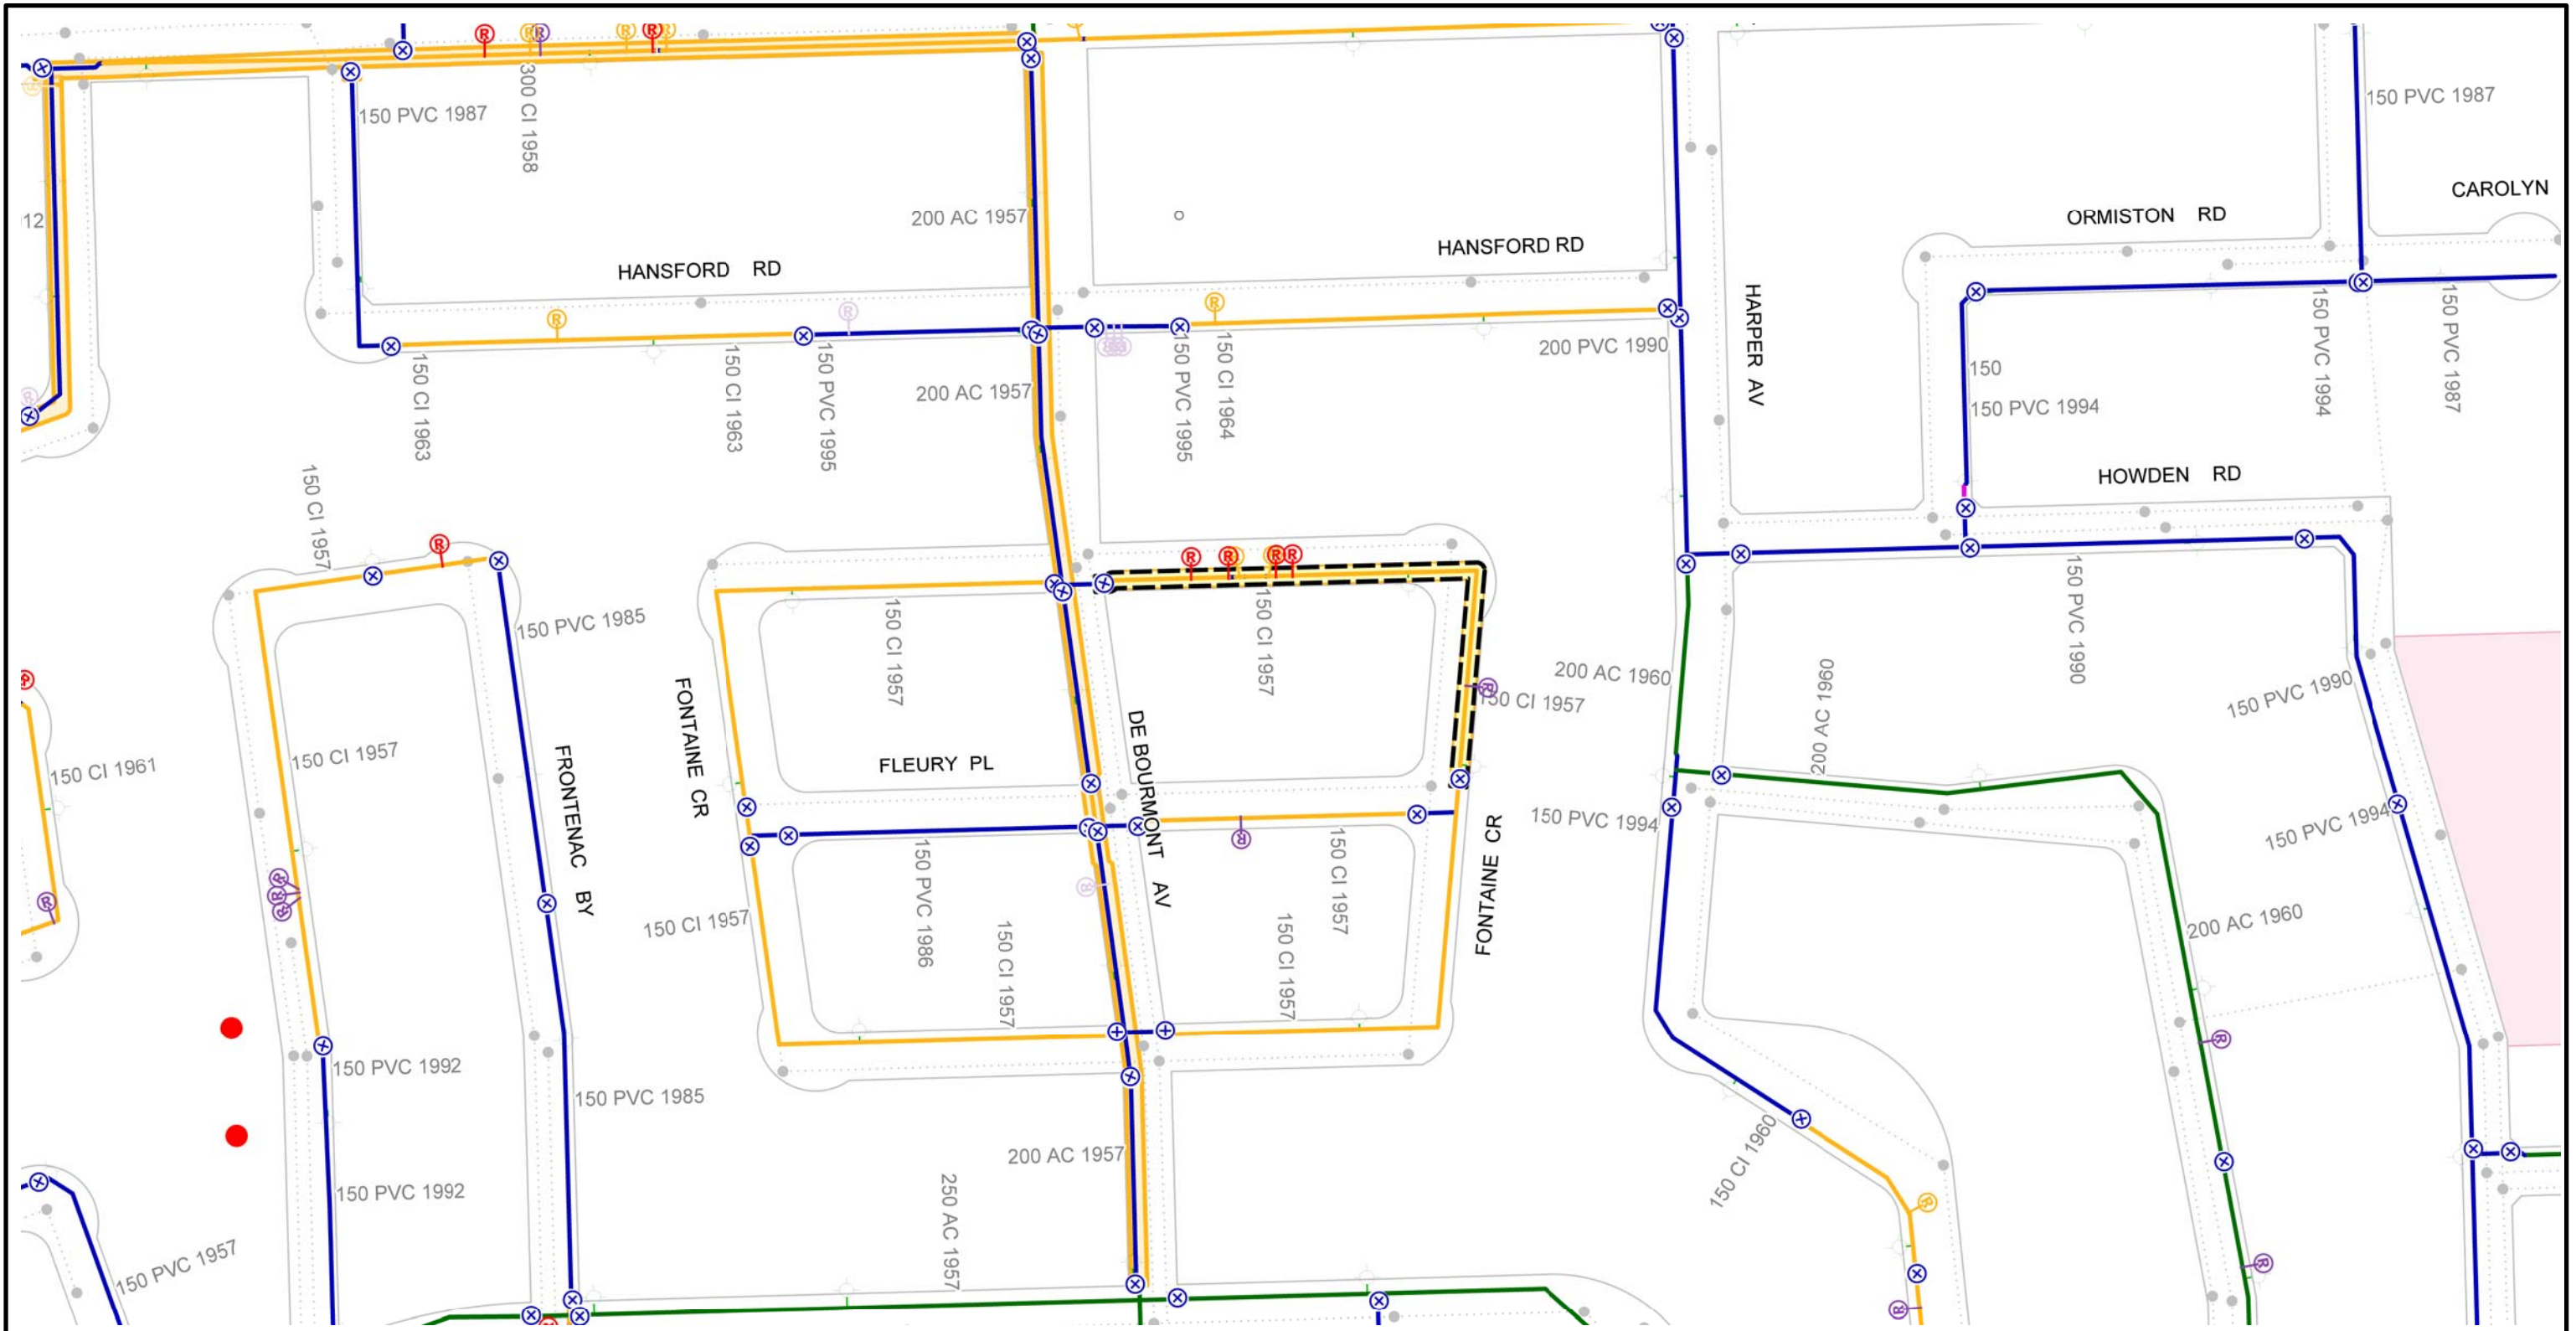 150 PVC 1987
300 CI 1958
150 PVC 1987
CAROLYN
ORMISTON RD
12
200 AC 1957
HANSFORD RD
HANSFORD RD
HARPER AV
200 PVC 1990
150 CI 1963
150 CI 1963
150 PVC 1995
200 AC 1957
150 PVC 1995
150 CI 1964
150
150 PVC 1994
150 PVC 1994
150 PVC 1987
HOWDEN RD
150 CI 1957
150 PVC 1985
150 CI 1957
150 CI 1957
150 CI 1957
200 AC 1960
200 AC 1960
150 PVC 1990
150 PVC 1990
FONTAINE CR
DE BOURMONT AV
FLEURY PL
150 CI 1961
150 CI 1957
FRONTENAC BY
150 PVC 1994
150 PVC 1994
FONTAINE CR
150 CI 1957
150 PVC 1986
150 CI 1957
150 CI 1957
150 CI 1957
200 AC 1960
150 PVC 1992
150 PVC 1985
150 CI 1960
200 AC 1957
150 PVC 1992
250 AC 1957
150 PVC 1957